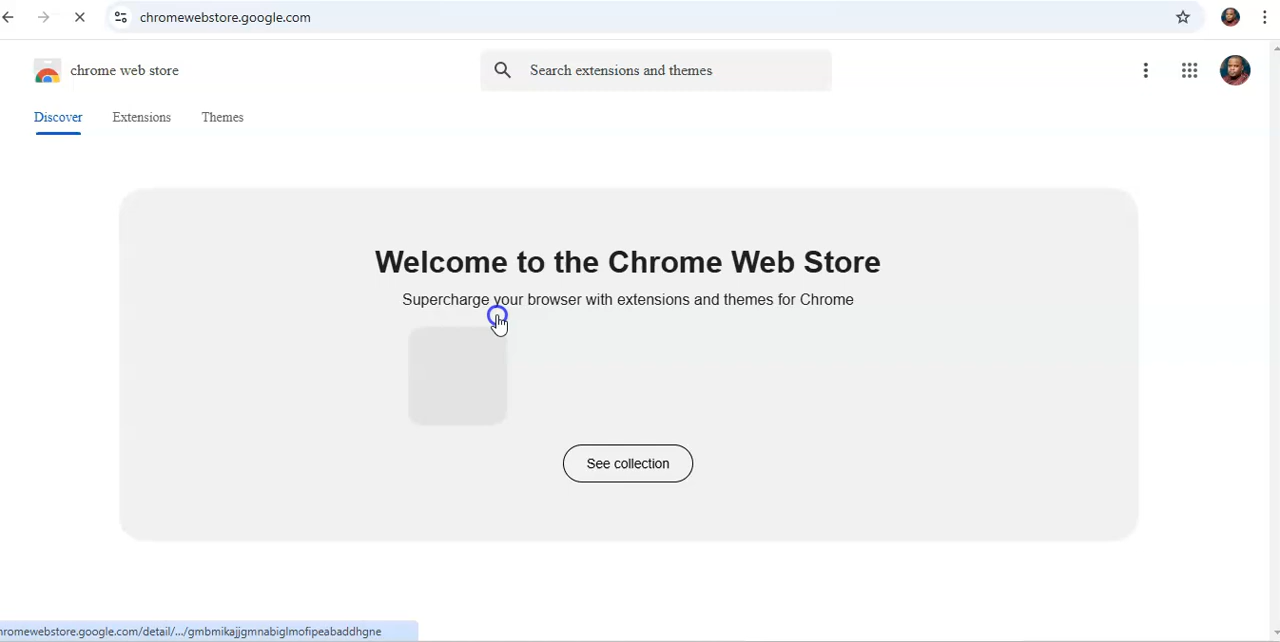 chromewebstore.google.com
chrome web store
Search extensions and themes
Discover
Extensions
Themes
Welcome to the Chrome Web Store
Supercharge your browser with extensions and themes for Chrome
See collection
hromewebstore.google.com/detail/.../gmbmikajjgmnabiglmofipeabaddhgne